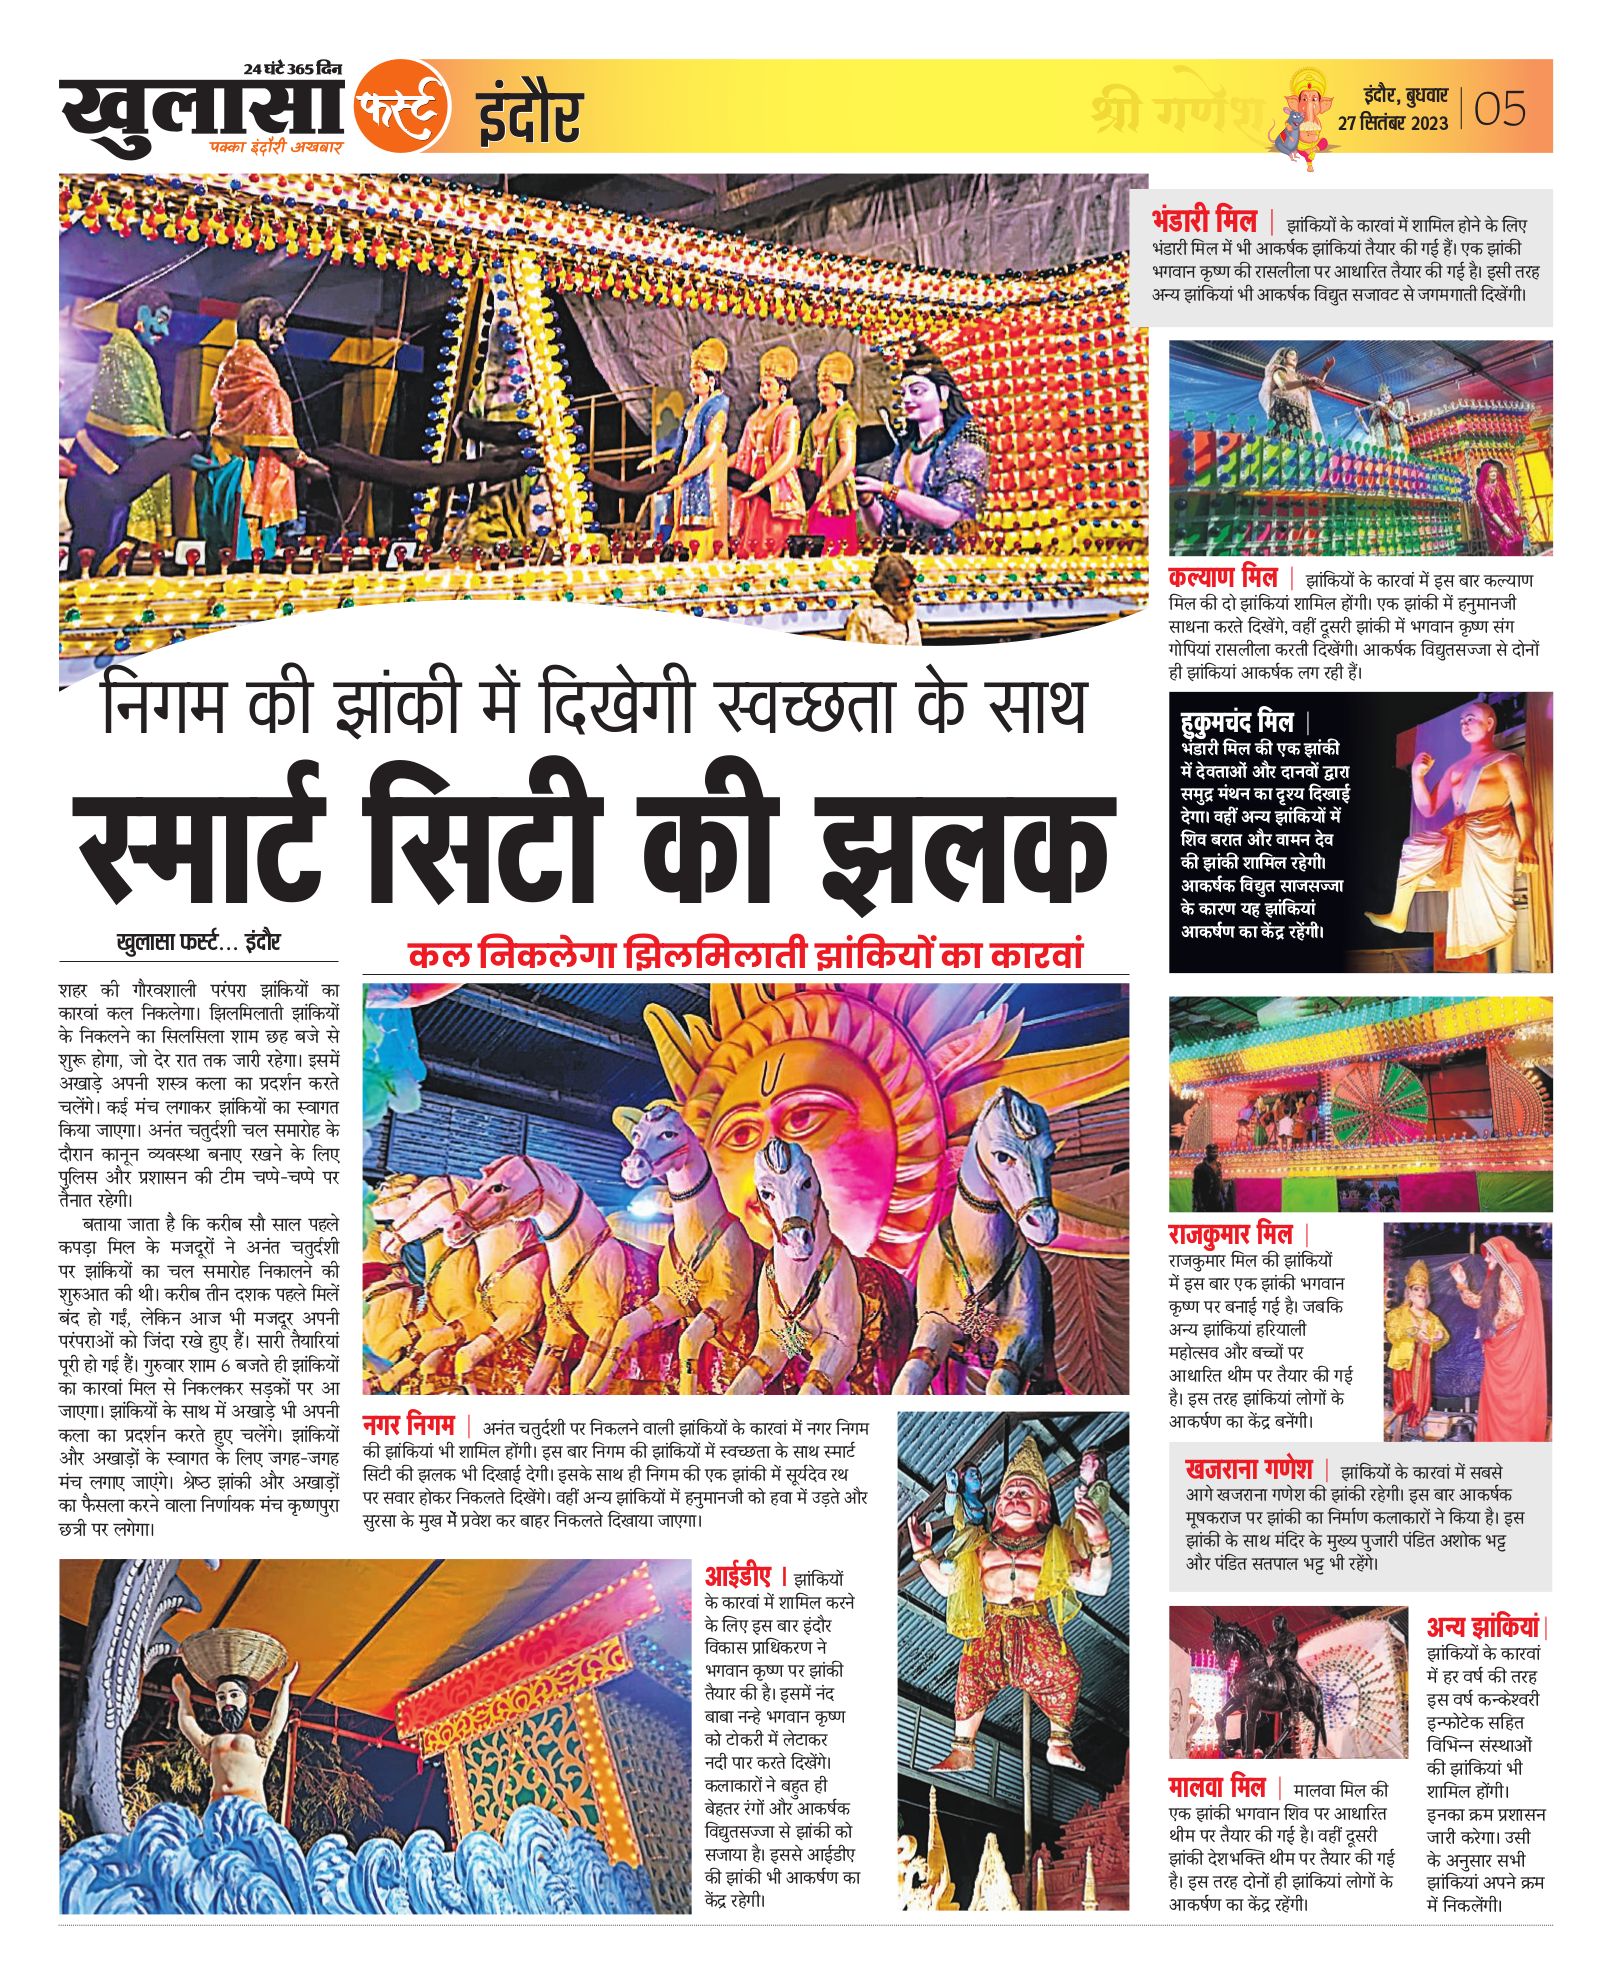 24 घंटे 365 दिन
खुलासा
फर्स्ट
पक्का इंदौरी अखबार
इंदौर
श्री गणेश
इंदौर, बुधवार
27 सितंबर 2023
05
निगम की झांकी में दिखेगी स्वच्छता के साथ
स्मार्ट सिटी की झलक
खुलासा फर्स्ट... इंदौर
कल निकलेगा झिलमिलाती झांकियों का कारवां
शहर की गौरवशाली परंपरा झांकियों का
कारवां कल निकलेगा। झिलमिलाती झांकियों
के निकलने का सिलसिला शाम छह बजे से
शुरू होगा, जो देर रात तक जारी रहेगा। इसमें
अखाड़े अपनी शस्त्र कला का प्रदर्शन करते
चलेंगे। कई मंच लगाकर झांकियों का स्वागत
किया जाएगा। अनंत चतुर्दशी चल समारोह के
दौरान कानून व्यवस्था बनाए रखने के लिए
पुलिस और प्रशासन की टीम चप्पे-चप्पे पर
तैनात रहेगी।
बताया जाता है कि करीब सौ साल पहले
कपड़ा मिल के मजदूरों ने अनंत चतुर्दशी
पर झांकियों का चल समारोह निकालने की
शुरुआत की थी। करीब तीन दशक पहले मिलें
बंद हो गईं, लेकिन आज भी मजदूर अपनी
परंपराओं को जिंदा रखे हुए हैं। सारी तैयारियां
पूरी हो गई हैं। गुरुवार शाम 6 बजते ही झांकियों
का कारवां मिल से निकलकर सड़कों पर आ
जाएगा। झांकियों के साथ में अखाड़े भी अपनी
कला का प्रदर्शन करते हुए चलेंगे। झांकियों
और अखाड़ों के स्वागत के लिए जगह-जगह
मंच लगाए जाएंगे। श्रेष्ठ झांकी और अखाड़ों
का फैसला करने वाला निर्णायक मंच कृष्णपुरा
छत्री पर लगेगा।
नगर निगम | अनंत चतुर्दशी पर निकलने वाली झांकियों के कारवां में नगर निगम
की झांकियां भी शामिल होंगी। इस बार निगम की झांकियों में स्वच्छता के साथ स्मार्ट
सिटी की झलक भी दिखाई देगी। इसके साथ ही निगम की एक झांकी में सूर्यदेव रथ
पर सवार होकर निकलते दिखेंगे। वहीं अन्य झांकियों में हनुमानजी को हवा में उड़ते और
सुरसा के मुख में प्रवेश कर बाहर निकलते दिखाया जाएगा।
आईडीए | झांकियों
के कारवां में शामिल करने
के लिए इस बार इंदौर
विकास प्राधिकरण ने
भगवान कृष्ण पर झांकी
तैयार की है। इसमें नंद
बाबा नन्हे भगवान कृष्ण
को टोकरी में लेटाकर
नदी पार करते दिखेंगे।
कलाकारों ने बहुत ही
बेहतर रंगों और आकर्षक
विद्युतसज्जा से झांकी को
सजाया है। इससे आईडीए
की झांकी भी आकर्षण का
केंद्र रहेगी।
भंडारी मिल | झांकियों के कारवां में शामिल होने के लिए
भंडारी मिल में भी आकर्षक झांकियां तैयार की गई हैं। एक झांकी
भगवान कृष्ण की रासलीला पर आधारित तैयार की गई है। इसी तरह
अन्य झांकियां भी आकर्षक विद्युत सजावट से जगमगाती दिखेंगी।
कल्याण मिल | झांकियों के कारवां में इस बार कल्याण
मिल की दो झांकियां शामिल होंगी। एक झांकी में हनुमानजी
साधना करते दिखेंगे, वहीं दूसरी झांकी में भगवान कृष्ण संग
गोपियां रासलीला करती दिखेंगी। आकर्षक विद्युतसज्जा से दोनों
ही झांकियां आकर्षक लग रही हैं।
हुकुमचंद मिल |
भंडारी मिल की एक झांकी
में देवताओं और दानवों द्वारा
समुद्र मंथन का दृश्य दिखाई
देगा। वहीं अन्य झांकियों में
शिव बरात और वामन देव
की झांकी शामिल रहेगी।
आकर्षक विद्युत साजसज्जा
के कारण यह झांकियां
आकर्षण का केंद्र रहेंगी।
राजकुमार मिल |
राजकुमार मिल की झांकियों
में इस बार एक झांकी भगवान
कृष्ण पर बनाई गई है। जबकि
अन्य झांकियां हरियाली
महोत्सव और बच्चों पर
आधारित थीम पर तैयार की गई
है। इस तरह झांकियां लोगों के
आकर्षण का केंद्र बनेंगी।
खजराना गणेश | झांकियों के कारवां में सबसे
आगे खजराना गणेश की झांकी रहेगी। इस बार आकर्षक
मूषकराज पर झांकी का निर्माण कलाकारों ने किया है। इस
झांकी के साथ मंदिर के मुख्य पुजारी पंडित अशोक भट्ट
और पंडित सतपाल भट्ट भी रहेंगे।
मालवा मिल | मालवा मिल की
एक झांकी भगवान शिव पर आधारित
थीम पर तैयार की गई है। वहीं दूसरी
झांकी देशभक्ति थीम पर तैयार की गई
है। इस तरह दोनों ही झांकियां लोगों के
आकर्षण का केंद्र रहेंगी।
अन्य झांकियां|
झांकियों के कारवां
में हर वर्ष की तरह
इस वर्ष कन्केश्वरी
इन्फोटेक सहित
विभिन्न संस्थाओं
की झांकियां भी
शामिल होंगी।
इनका क्रम प्रशासन
जारी करेगा। उसी
के अनुसार सभी
झांकियां अपने क्रम
में निकलेंगी।